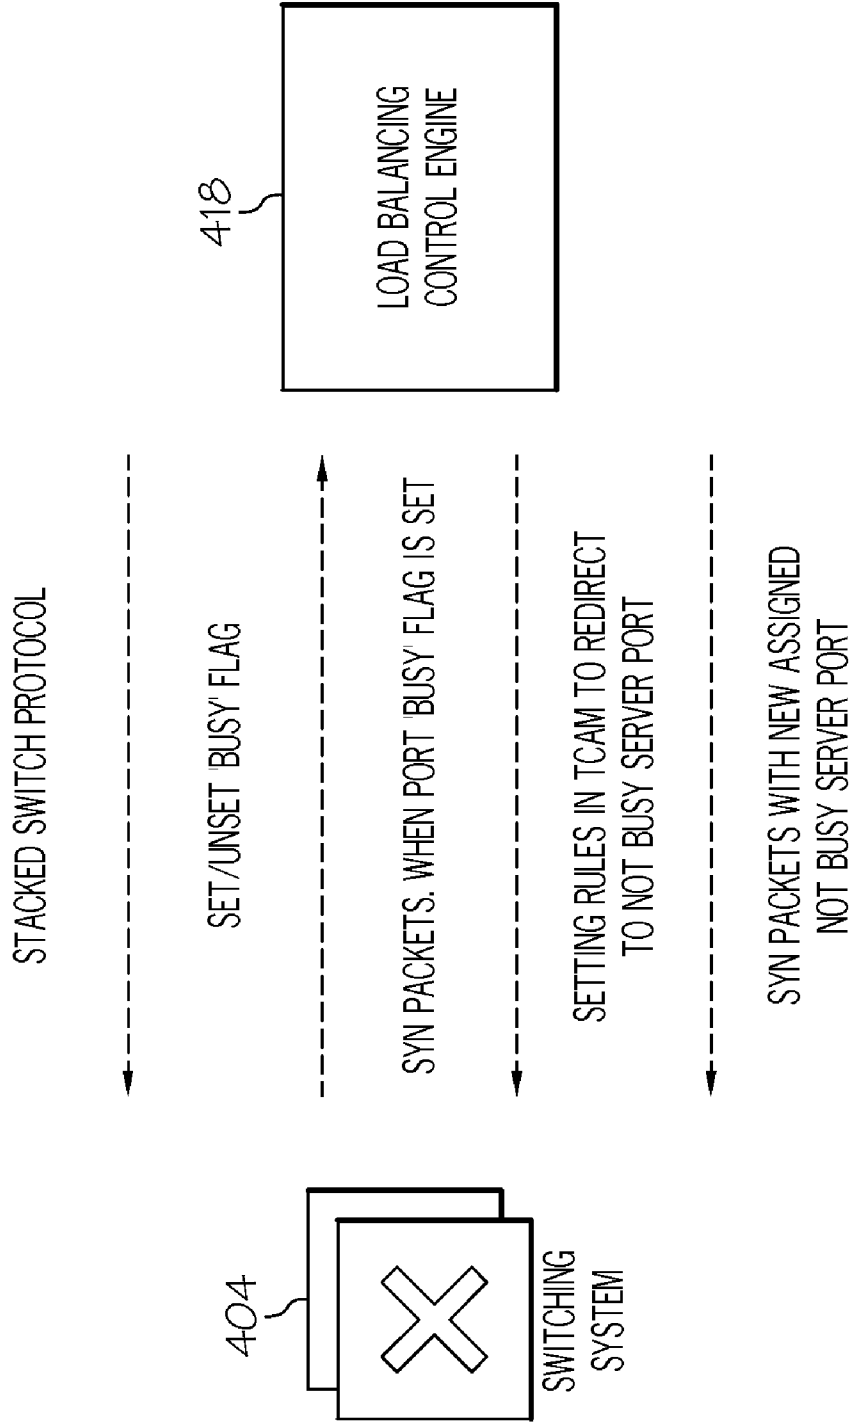 STACKED SWITCH PROTOCOL
SET/UNSET 'BUSY' FLAG
SYN PACKETS, WHEN PORT 'BUSY' FLAG IS SET
SETTING RULES IN TCAM TO REDIRECT
TO NOT BUSY SERVER PORT
SYN PACKETS WITH NEW ASSIGNED
NOT BUSY SERVER PORT
404
SWITCHING
SYSTEM
418
LOAD BALANCING
CONTROL ENGINE